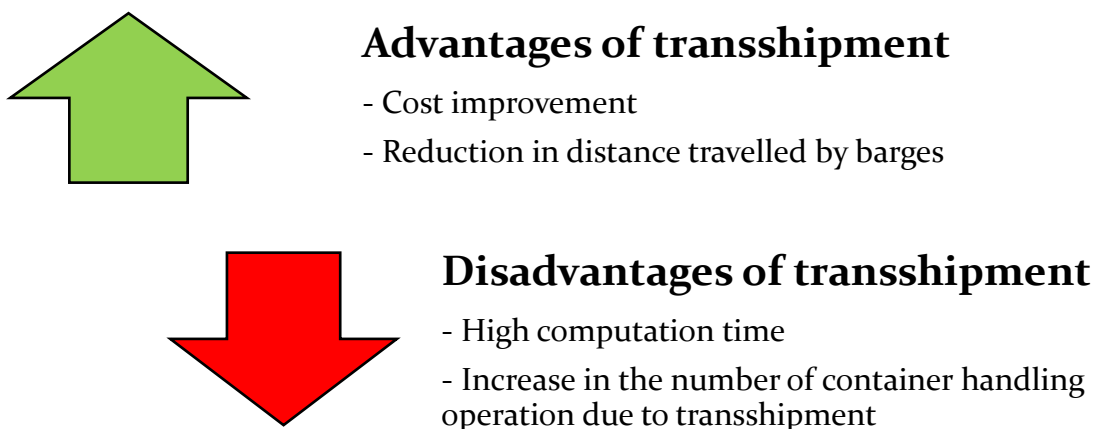 Advantages of transshipment
- Cost improvement
- Reduction in distance travelled by barges
Disadvantages of transshipment
- High computation time
- Increase in the number of container handling
operation due to transshipment